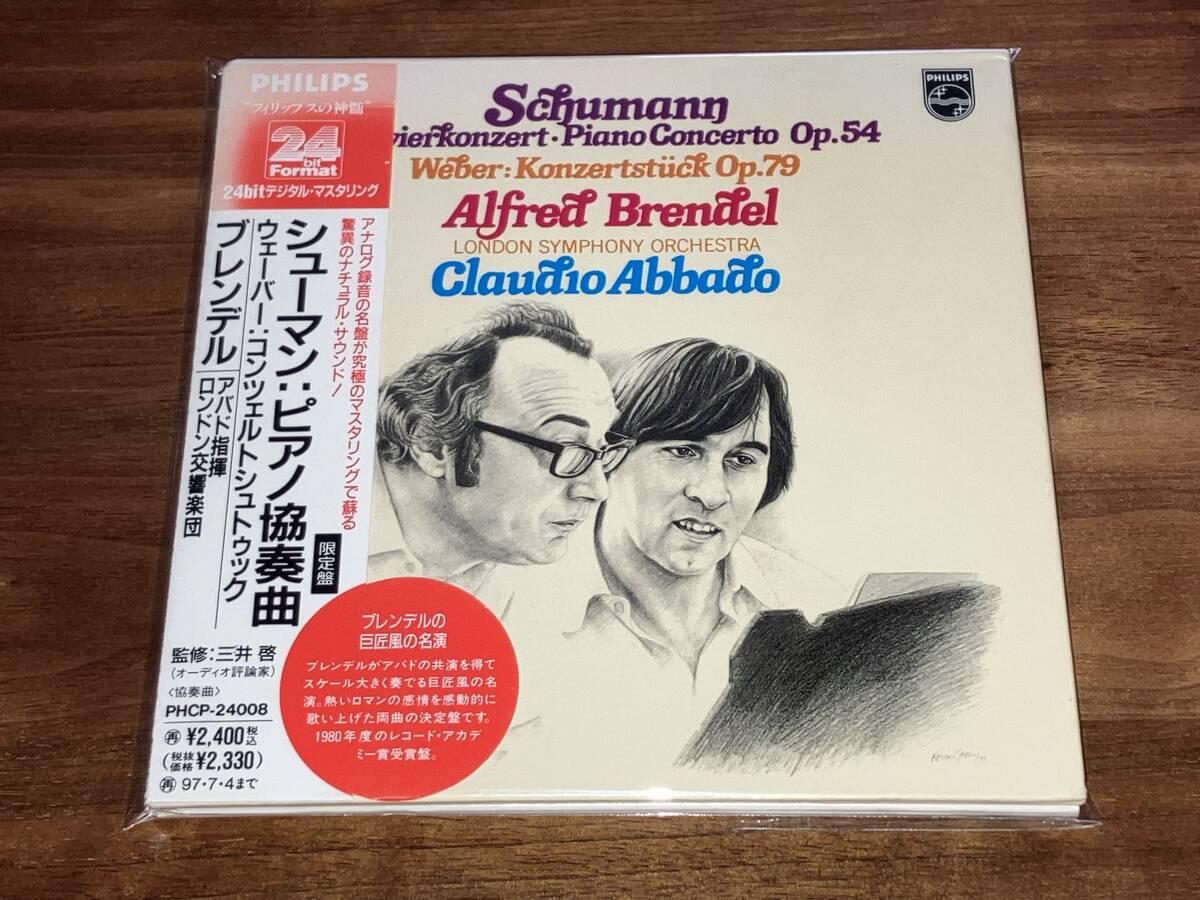 PHILIPS
"フィリップスの神髄"
24
bit
Format
24bitデジタル・マスタリング
アナログ録音の名盤が究極のマスタリングで蘇る
驚異のナチュラル・サウンド!
シューマン:ピアノ協奏曲
限定盤
ウェーバー:コンツェルトシュトゥック
ブレンデル
アバド指揮
ロンドン交響楽団
監修:三井 啓
(オーディオ評論家)
〈協奏曲〉
PHCP-24008
再 ¥2,400税込
(税抜価格¥2,330)
再 97・7・4まで
ブレンデルの
巨匠風の名演
ブレンデルがアバドの共演を得て
スケール大きく奏でる巨匠風の名
演。熱いロマンの感情を感動的に
歌い上げた両曲の決定盤です。
1980年度のレコード・アカデ
ミー賞受賞盤。
Schumann
vierkonzert・Piano Concerto Op.54
Weber: Konzertstück Op.79
Alfred Brendel
LONDON SYMPHONY ORCHESTRA
Claudio Abbado
PHILIPS